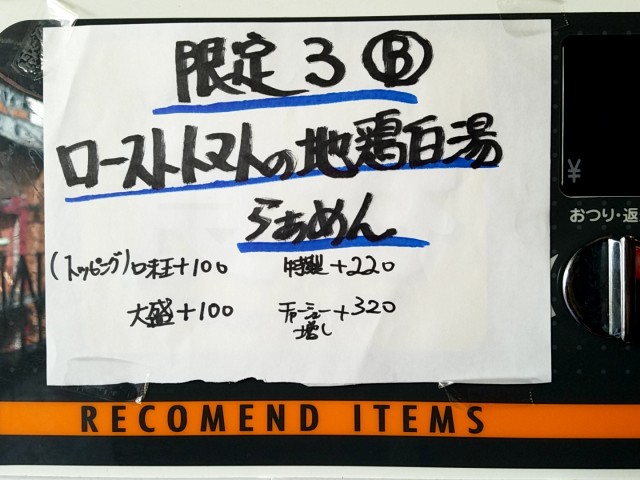 限定3 Ⓑ
ローストトマトの地鶏白湯
らぁめん
(トッピング) 味玉+100 特製+220
大盛+100 チャーシュー増し+320
¥
おつり・返
RECOMEND ITEMS